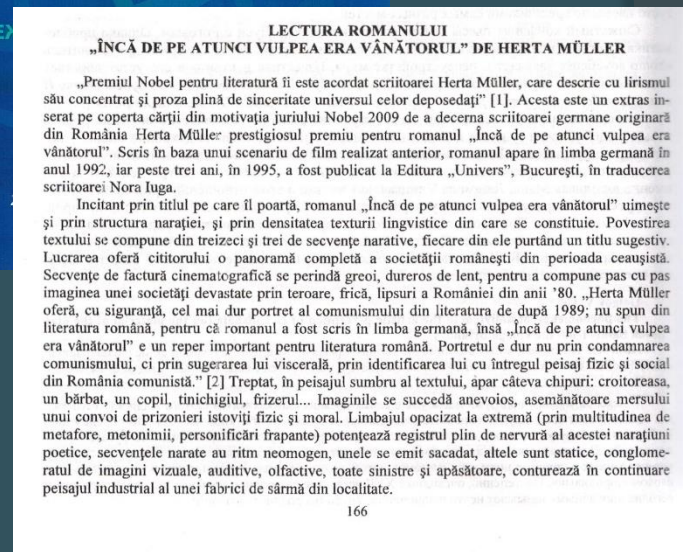 EX
LECTURA ROMANULUI
„ÎNCĂ DE PE ATUNCI VULPEA ERA VÂNĂTORUL” DE HERTA MÜLLER
„Premiul Nobel pentru literatură îi este acordat scriitoarei Herta Müller, care descrie cu lirismul
său concentrat şi proza plină de sinceritate universul celor deposedaţi” [1]. Acesta este un extras in-
serat pe coperta cărţii din motivaţia juriului Nobel 2009 de a decerna scriitoarei germane originară
din România Herta Müller prestigiosul premiu pentru romanul „Încă de pe atunci vulpea era
vânătorul”. Scris în baza unui scenariu de film realizat anterior, romanul apare în limba germană în
anul 1992, iar peste trei ani, în 1995, a fost publicat la Editura „Univers”, Bucureşti, în traducerea
scriitoarei Nora Iuga.
Incitant prin titlul pe care îl poartă, romanul „Încă de pe atunci vulpea era vânătorul” uimeşte
şi prin structura naraţiei, şi prin densitatea texturii lingvistice din care se constituie. Povestirea
textului se compune din treizeci şi trei de secvenţe narative, fiecare din ele purtând un titlu sugestiv.
Lucrarea oferă cititorului o panoramă completă a societăţii româneşti din perioada ceauşistă.
Secvenţe de factură cinematografică se perindă greoi, dureros de lent, pentru a compune pas cu pas
imaginea unei societăţi devastate prin teroare, frică, lipsuri a României din anii '80. „Herta Müller
oferă, cu siguranţă, cel mai dur portret al comunismului din literatura de după 1989; nu spun din
literatura română, pentru că romanul a fost scris în limba germană, însă „Încă de pe atunci vulpea
era vânătorul” e un reper important pentru literatura română. Portretul e dur nu prin condamnarea
comunismului, ci prin sugerarea lui viscerală, prin identificarea lui cu întregul peisaj fizic şi social
din România comunistă.” [2] Treptat, în peisajul sumbru al textului, apar câteva chipuri: croitoreasa,
un bărbat, un copil, tinichigiul, frizerul... Imaginile se succedă anevoios, asemănătoare mersului
unui convoi de prizonieri istoviţi fizic şi moral. Limbajul opacizat la extremă (prin multitudinea de
metafore, metonimii, personificări frapante) potenţează registrul plin de nervură al acestei naraţiuni
poetice, secvenţele narate au ritm neomogen, unele se emit sacadat, altele sunt statice, conglome-
ratul de imagini vizuale, auditive, olfactive, toate sinistre şi apăsătoare, conturează în continuare
peisajul industrial al unei fabrici de sârmă din localitate.
166